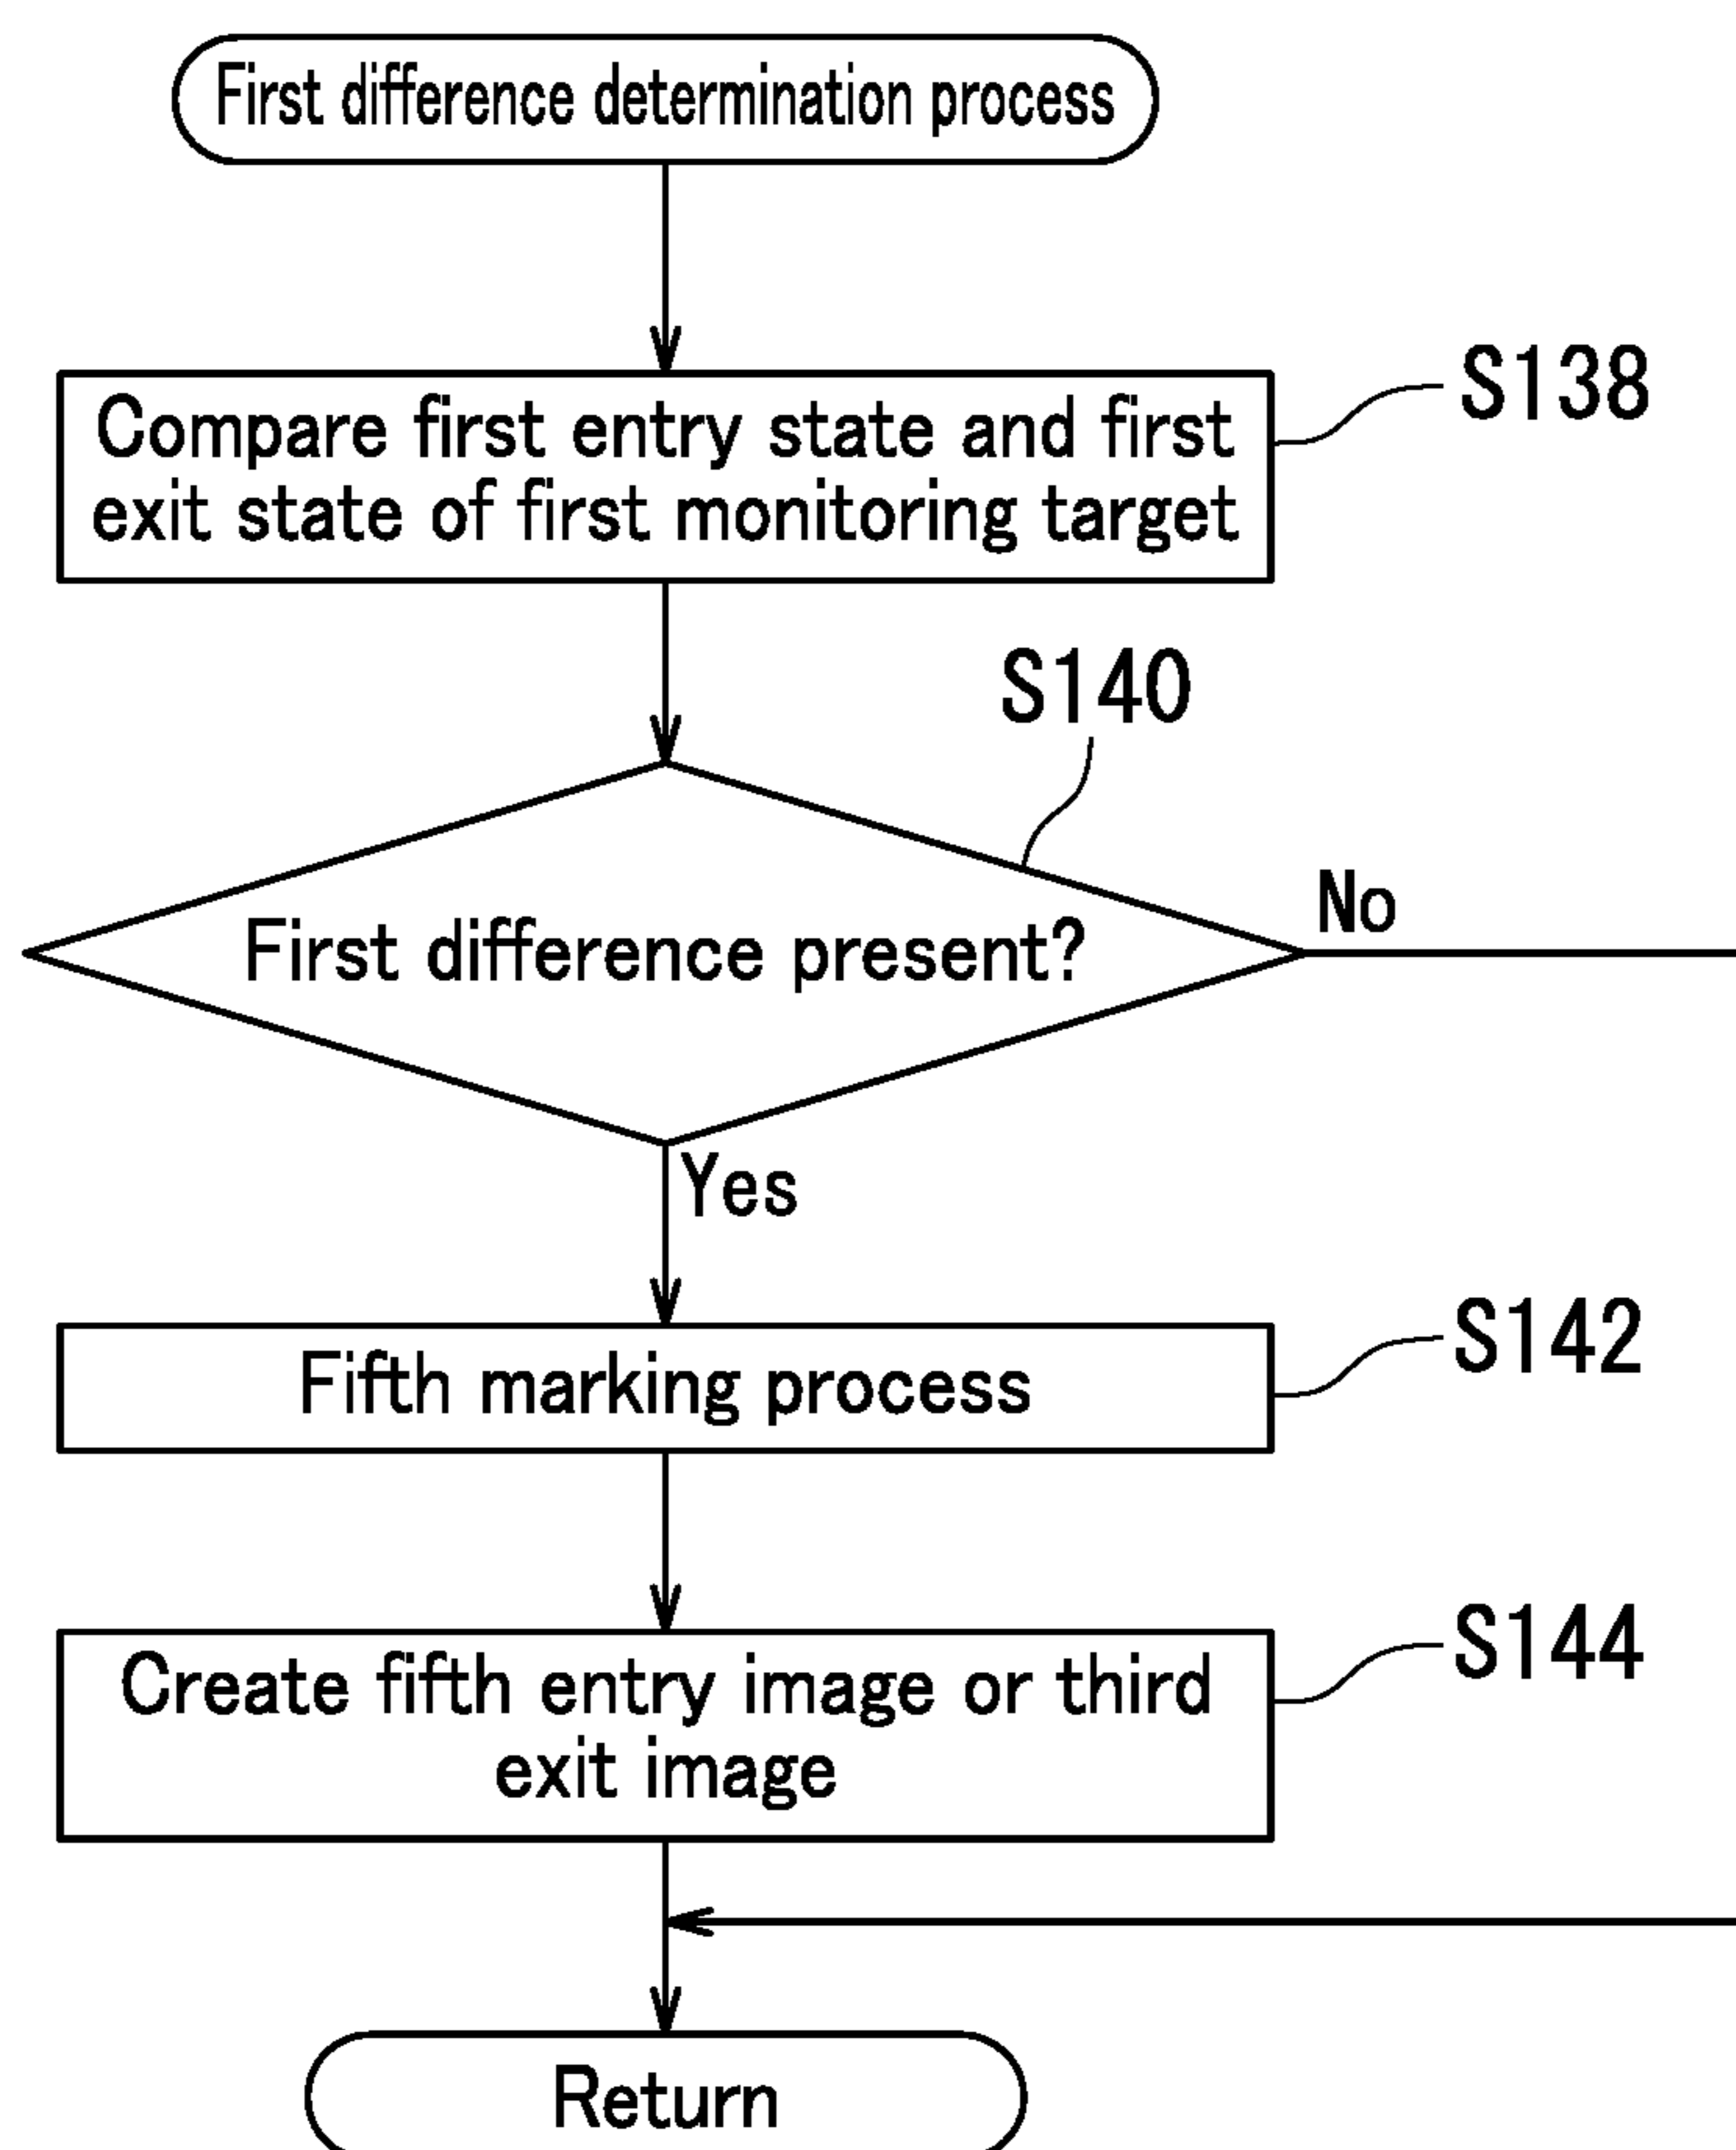 First difference determination process
Compare first entry state and first
exit state of first monitoring target
S138
S140
First difference present?
No
Yes
Fifth marking process
S142
Create fifth entry image or third
exit image
S144
Return